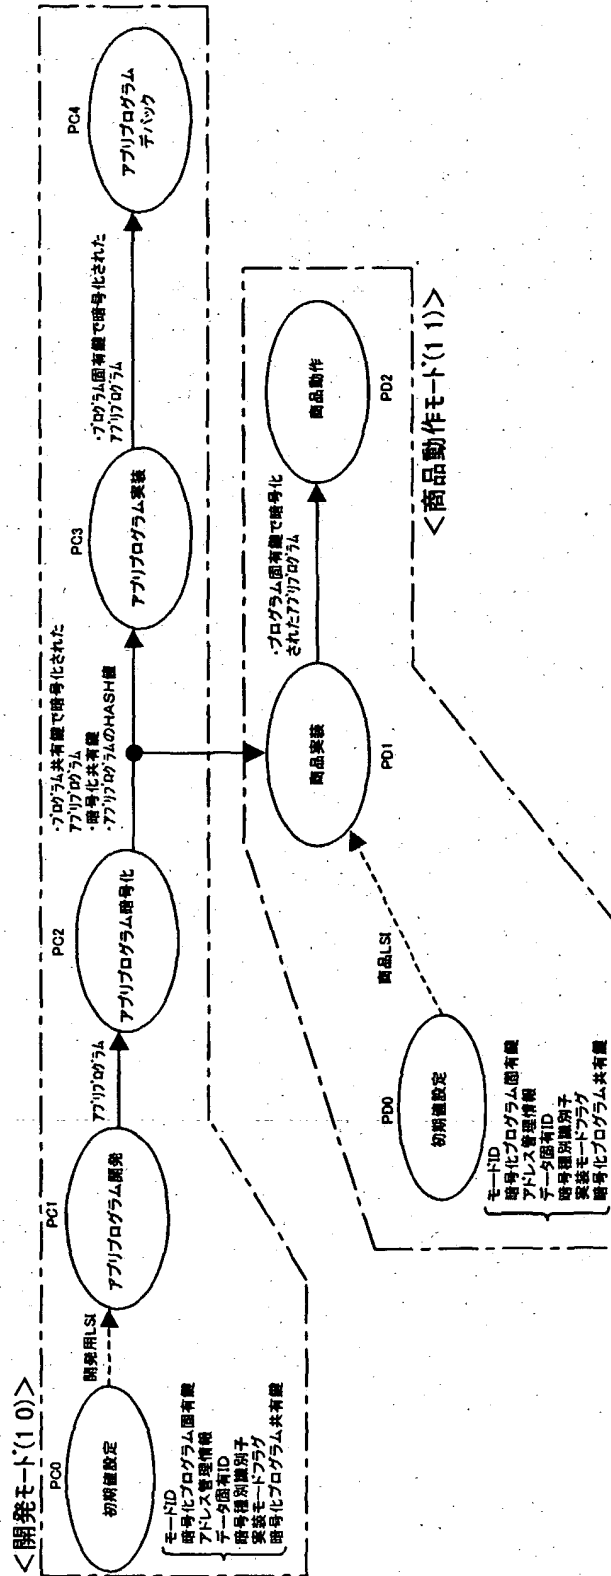 <開発モード(10)>
PC0
初期値設定
モードID
暗号化プログラム固有鍵
アドレス管理情報
データ固有ID
暗号種別識別子
実装モードフラグ
暗号化プログラム共有鍵
開発用LSI
PC1
アプリプログラム開発
アプリプログラム
PC2
アプリプログラム暗号化
・プログラム共有鍵で暗号化された
アプリプログラム
・暗号化共有鍵
・アプリプログラムのHASH値
PC3
アプリプログラム実装
・プログラム固有鍵で暗号化された
アプリプログラム
PC4
アプリプログラム
デバック
PD0
初期値設定
モードID
暗号化プログラム固有鍵
アドレス管理情報
データ固有ID
暗号種別識別子
実装モードフラグ
暗号化プログラム共有鍵
商品LSI
商品実装
PD1
・プログラム固有鍵で暗号化
されたアプリプログラム
商品動作
PD2
<商品動作モード(11)>